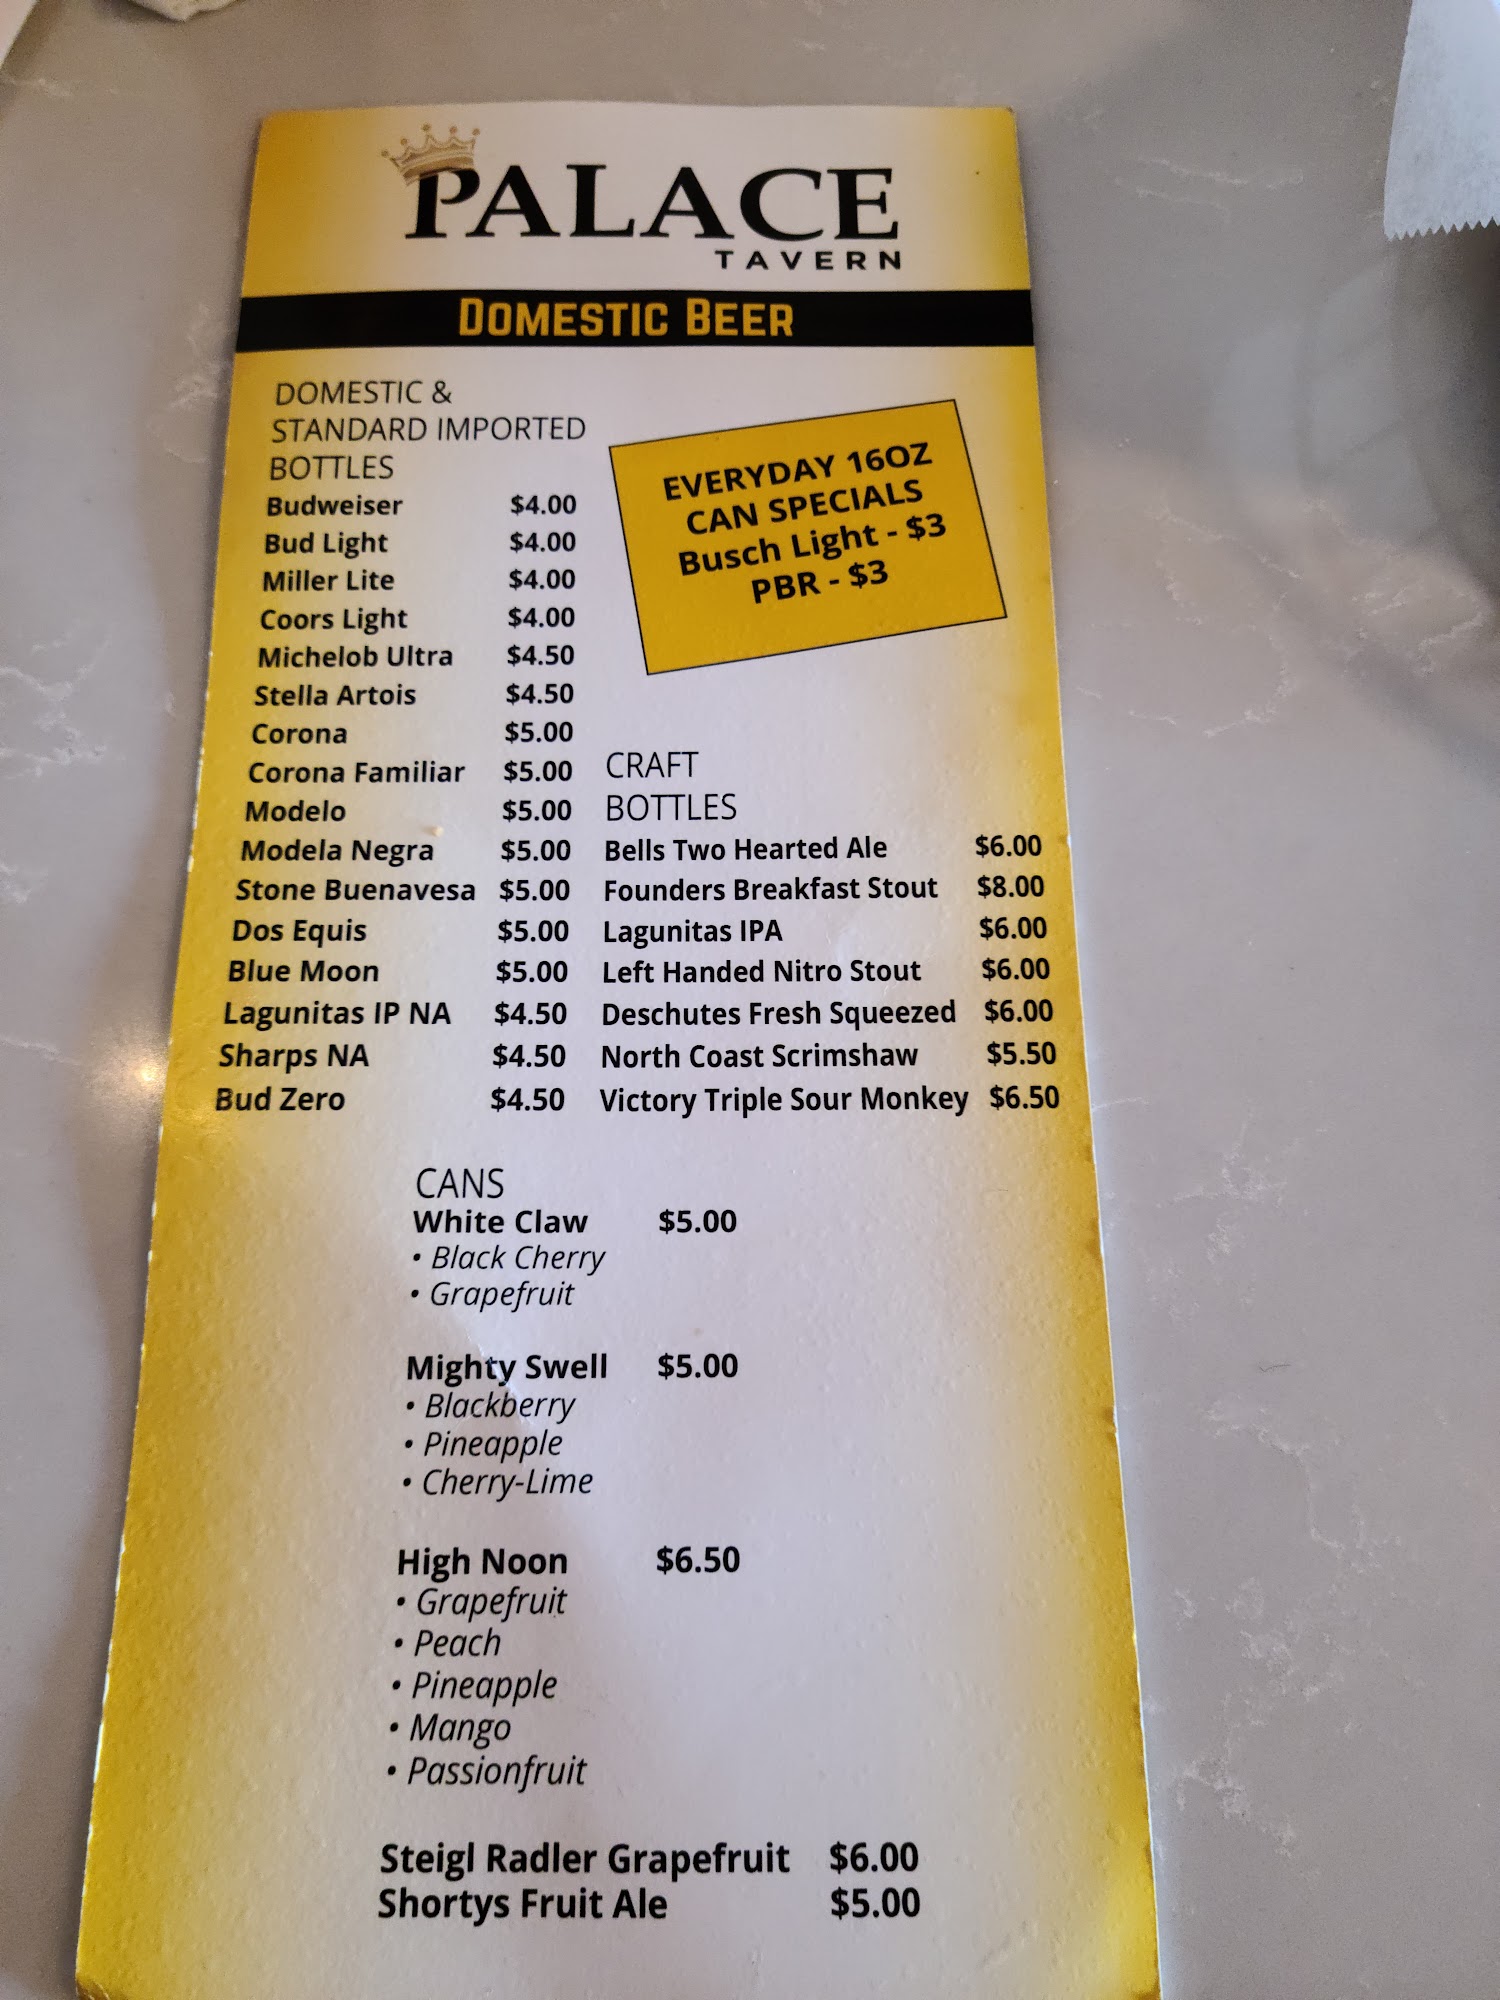 PALACE
TAVERN
DOMESTIC BEER
DOMESTIC &
STANDARD IMPORTED
BOTTLES
Budweiser $4.00
Bud Light $4.00
Miller Lite $4.00
Coors Light $4.00
Michelob Ultra $4.50
Stella Artois $4.50
Corona $5.00
Corona Familiar $5.00
Modelo $5.00
Modela Negra $5.00
Stone Buenavesa $5.00
Dos Equis $5.00
Blue Moon $5.00
Lagunitas IP NA $4.50
Sharps NA $4.50
Bud Zero $4.50
EVERYDAY 16OZ
CAN SPECIALS
Busch Light - $3
PBR - $3
CRAFT
BOTTLES
Bells Two Hearted Ale $6.00
Founders Breakfast Stout $8.00
Lagunitas IPA $6.00
Left Handed Nitro Stout $6.00
Deschutes Fresh Squeezed $6.00
North Coast Scrimshaw $5.50
Victory Triple Sour Monkey $6.50
CANS
White Claw $5.00
• Black Cherry
• Grapefruit
Mighty Swell $5.00
• Blackberry
• Pineapple
• Cherry-Lime
High Noon $6.50
• Grapefruit
• Peach
• Pineapple
• Mango
• Passionfruit
Steigl Radler Grapefruit $6.00
Shortys Fruit Ale $5.00